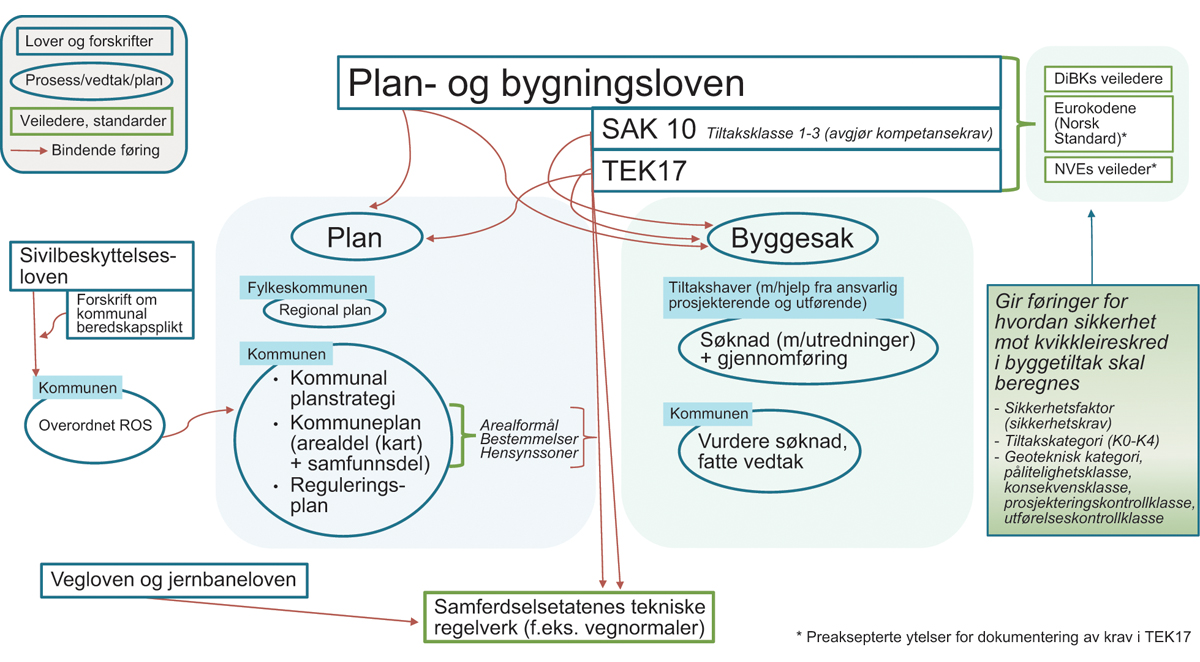 Lover og forskrifter
Prosess/vedtak/plan
Veiledere, standarder
Bindende føring
Plan- og bygningsloven
SAK 10 Tiltaksklasse 1-3 (avgjør kompetansekrav)
TEK17
DiBKs veiledere
Eurokodene
(Norsk
Standard)*
NVEs veileder*
Plan
Byggesak
Sivilbeskyttelses-
loven
Forskrift om
kommunal
beredskapsplikt
Kommunen
Overordnet ROS
Fylkeskommunen
Regional plan
Kommunen
• Kommunal
planstrategi
• Kommuneplan
(arealdel (kart)
+ samfunnsdel)
• Regulerings-
plan
Arealformål
Bestemmelser
Hensynssoner
Tiltakshaver (m/hjelp fra ansvarlig
prosjekterende og utførende)
Søknad (m/utredninger)
+ gjennomføring
Kommunen
Vurdere søknad,
fatte vedtak
Gir føringer for
hvordan sikkerhet
mot kvikkleireskred
i byggetiltak skal
beregnes
- Sikkerhetsfaktor
(sikkerhetskrav)
- Tiltakskategori (K0-K4)
- Geoteknisk kategori,
pålitelighetsklasse,
konsekvensklasse,
prosjekteringskontrollklasse,
utførelseskontrollklasse
Vegloven og jernbaneloven
Samferdselsetatenes tekniske
regelverk (f.eks. vegnormaler)
* Preaksepterte ytelser for dokumentering av krav i TEK17